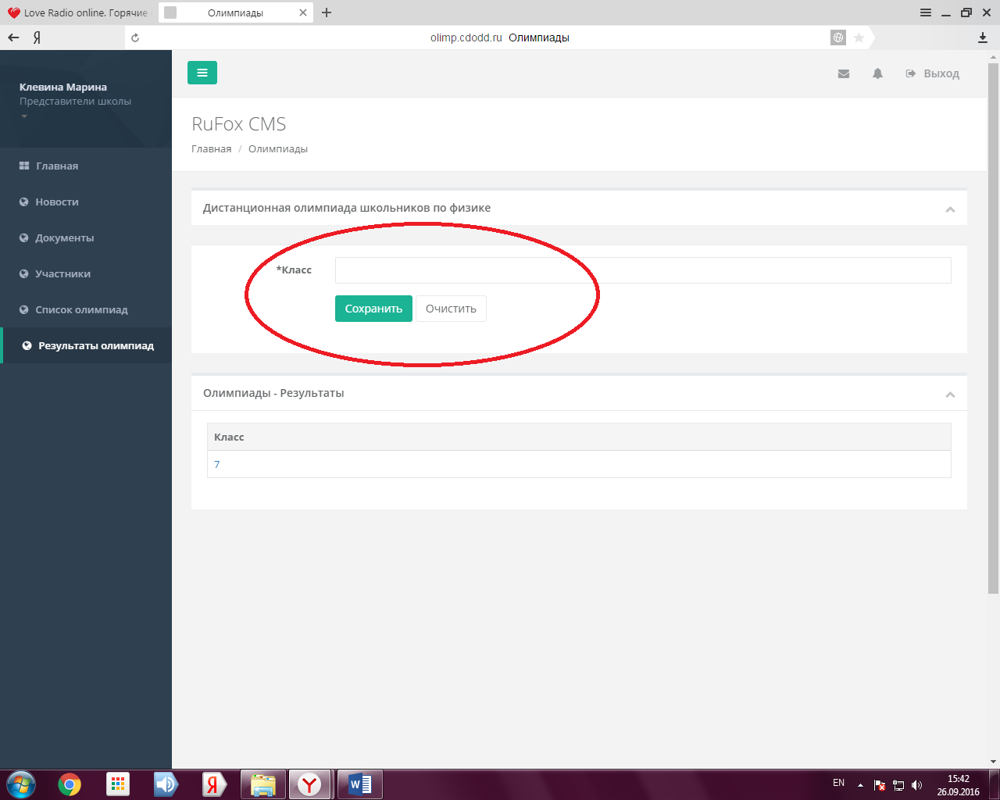 Love Radio online. Горячие
Олимпиады
olimp.cdodd.ru Олимпиады
Клевина Марина
Представители школы
Выход
RuFox CMS
Главная / Олимпиады
Главная
Новости
Документы
Участники
Список олимпиад
Результаты олимпиад
Дистанционная олимпиада школьников по физике
*Класс
Сохранить
Очистить
Олимпиады - Результаты
Класс
7
EN
15:42
26.09.2016